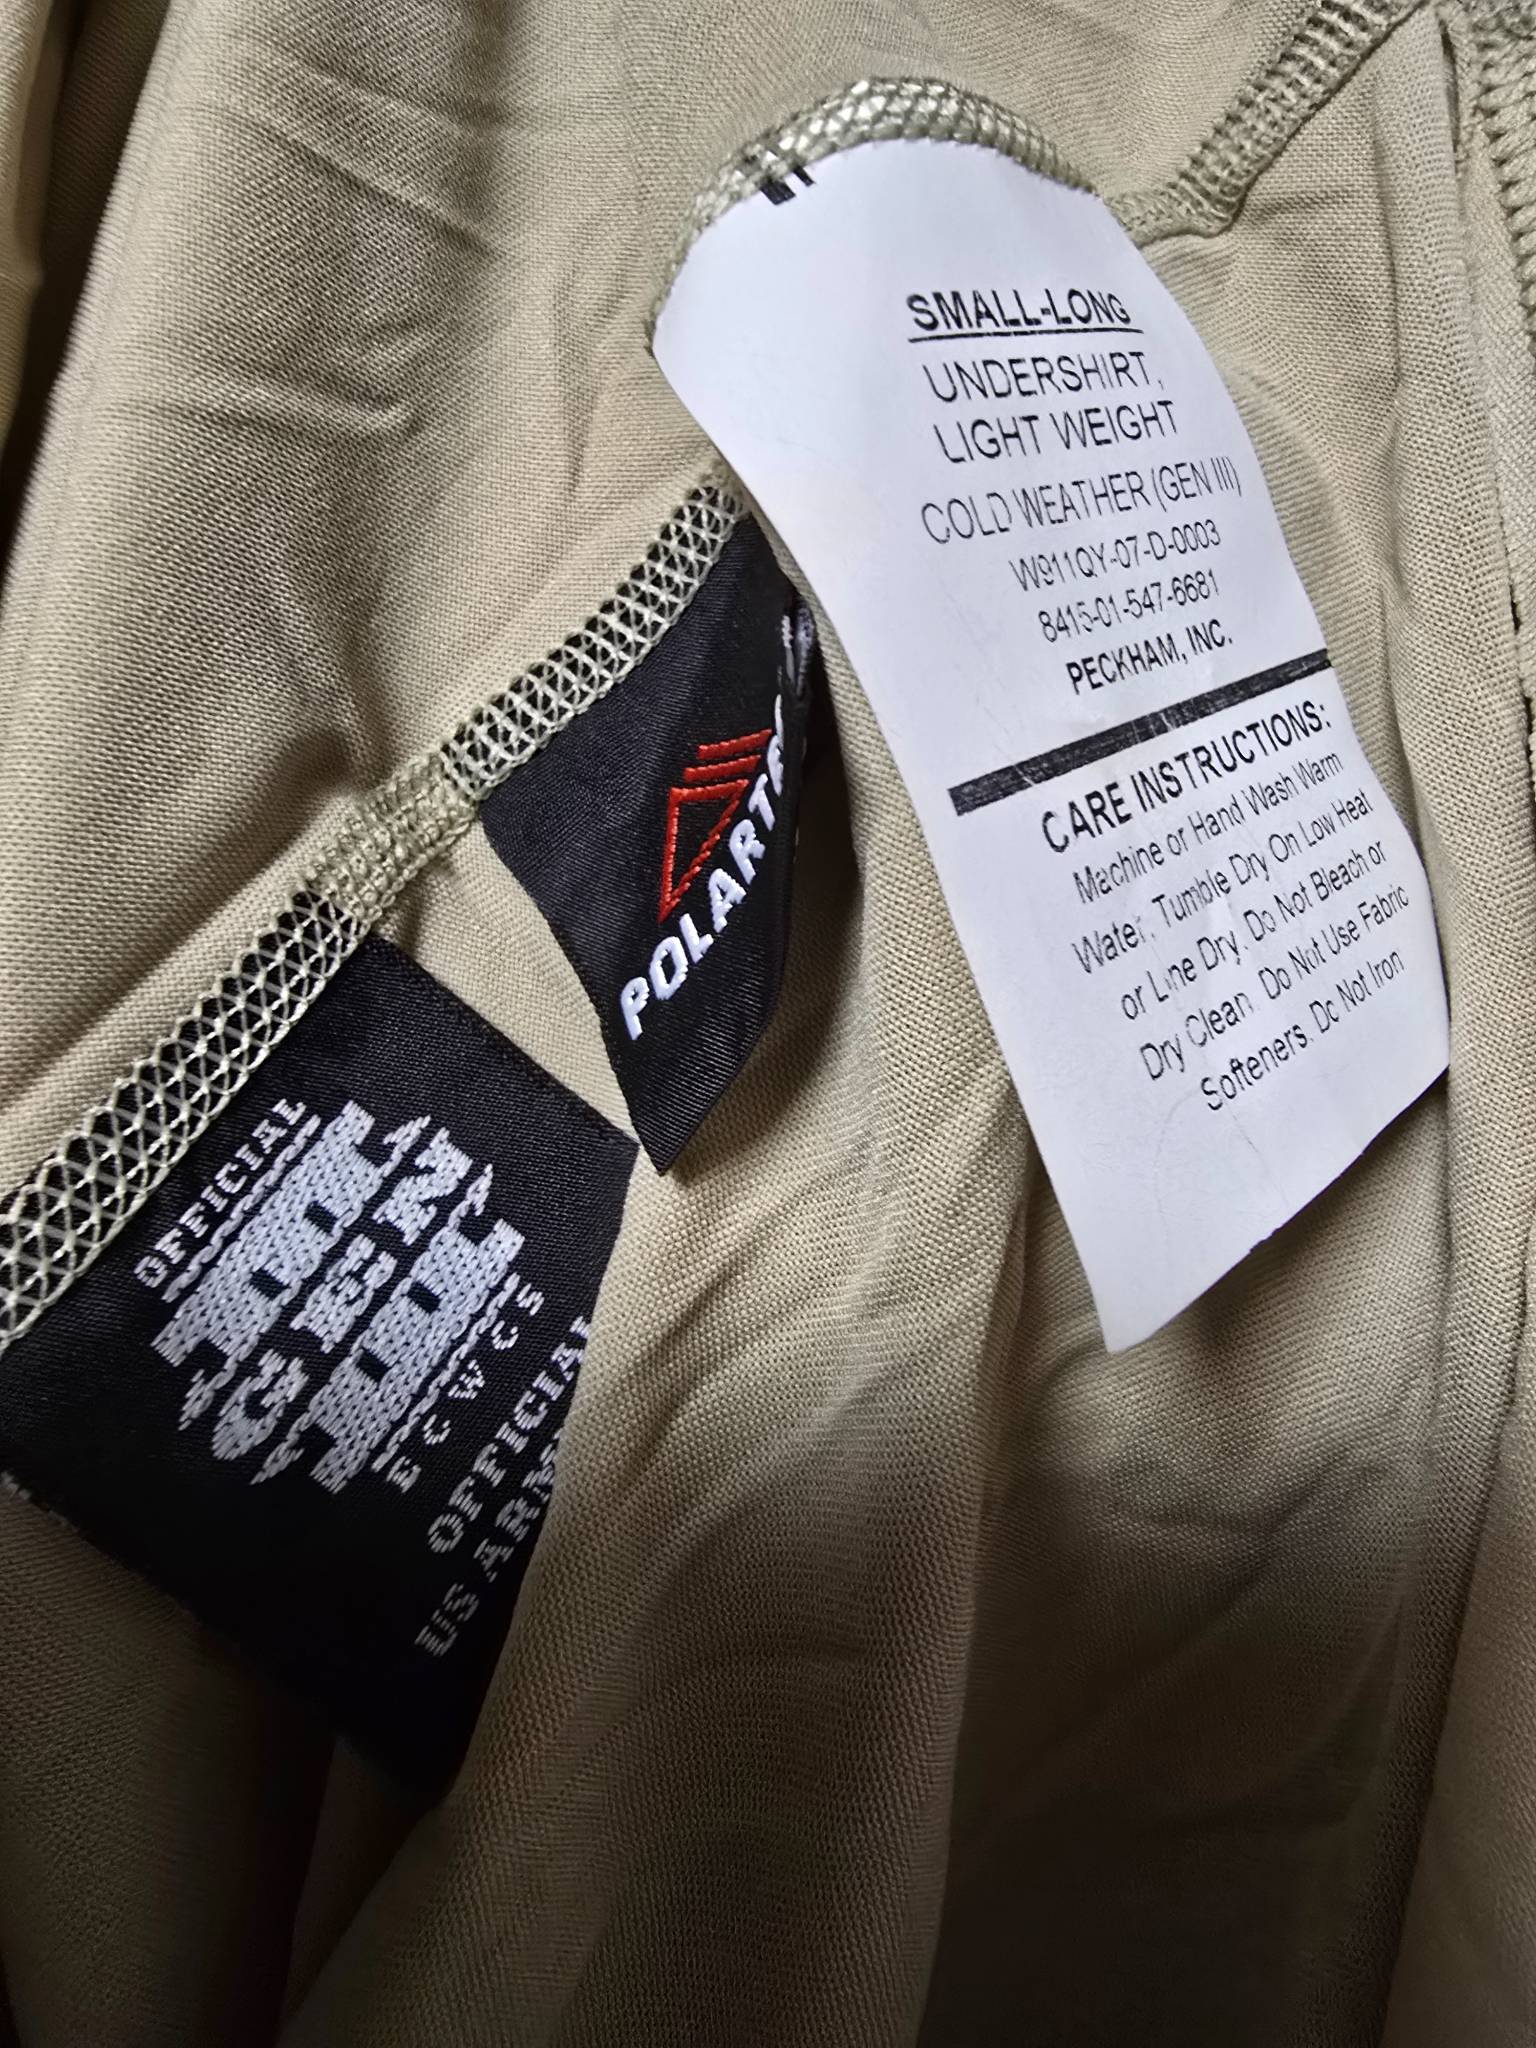 SMALL-LONG
UNDERSHIRT,
LIGHT WEIGHT
COLD WEATHER (GEN III)
W911QY-07-D-0003
8415-01-547-6681
PECKHAM, INC.
CARE INSTRUCTIONS:
Machine or Hand Wash Warm
Water, Tumble Dry On Low Heat
or Line Dry. Do Not Bleach or
Dry Clean. Do Not Use Fabric
Softeners. Do Not Iron
POLARTE
OFFICIAL
GEN
ECWCS
OFFICIAL
US ARM